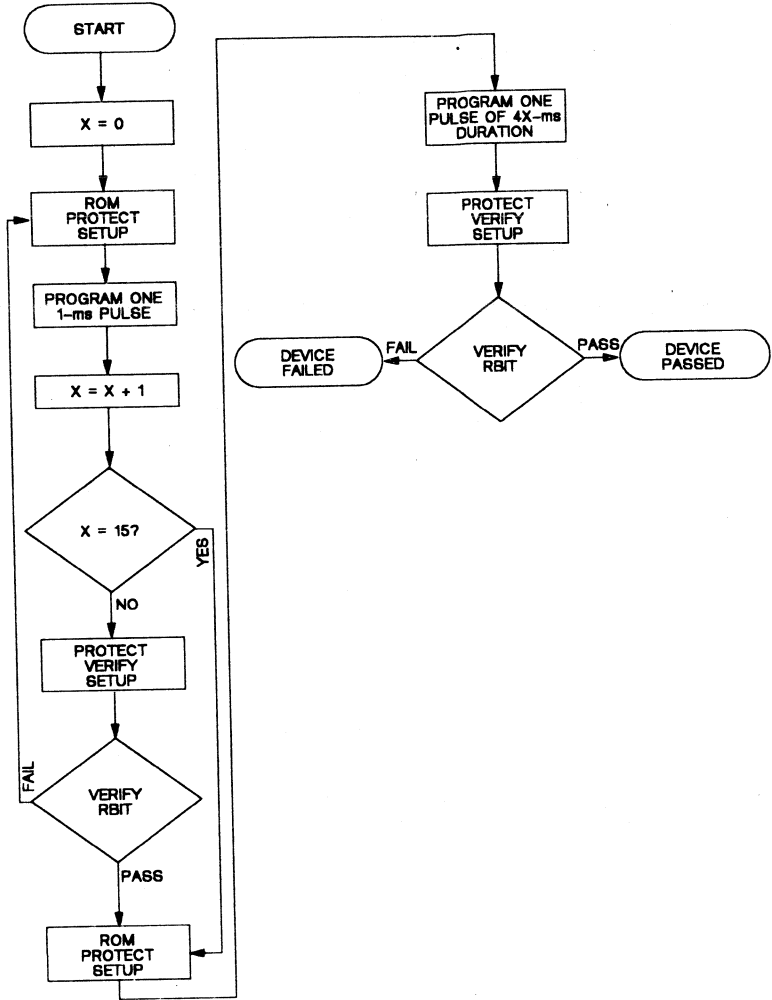 START
X = 0
ROM
PROTECT
SETUP
PROGRAM ONE
1-ms PULSE
X = X + 1
X = 15?
YES
NO
PROTECT
VERIFY
SETUP
FAIL
VERIFY
RBIT
PASS
ROM
PROTECT
SETUP
PROGRAM ONE
PULSE OF 4X-ms
DURATION
PROTECT
VERIFY
SETUP
DEVICE
FAILED
FAIL
VERIFY
RBIT
PASS
DEVICE
PASSED